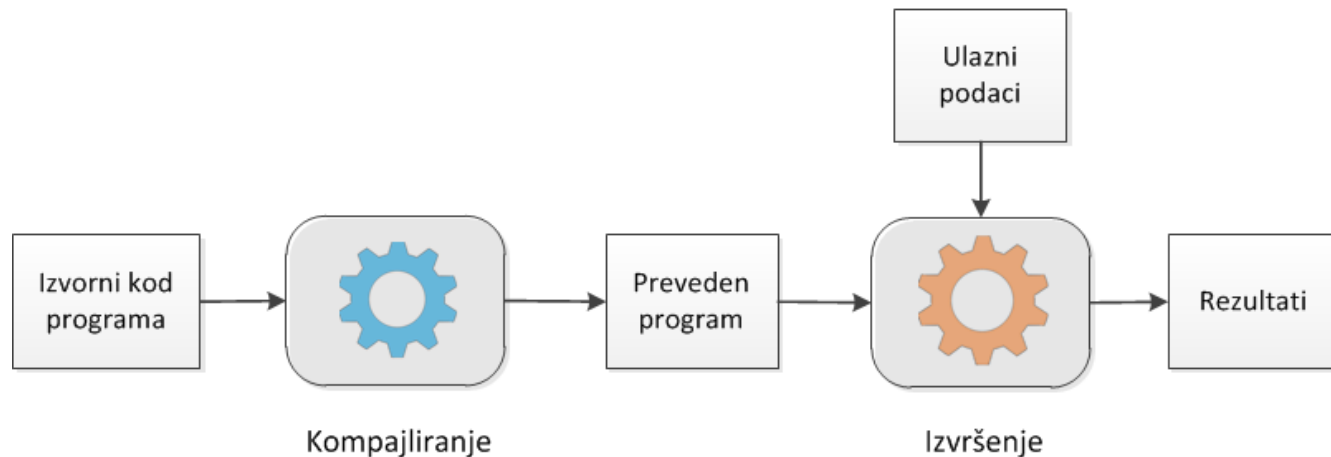 Ulazni
podaci
Izvorni kod
programa
Preveden
program
Rezultati
Kompajliranje
Izvršenje